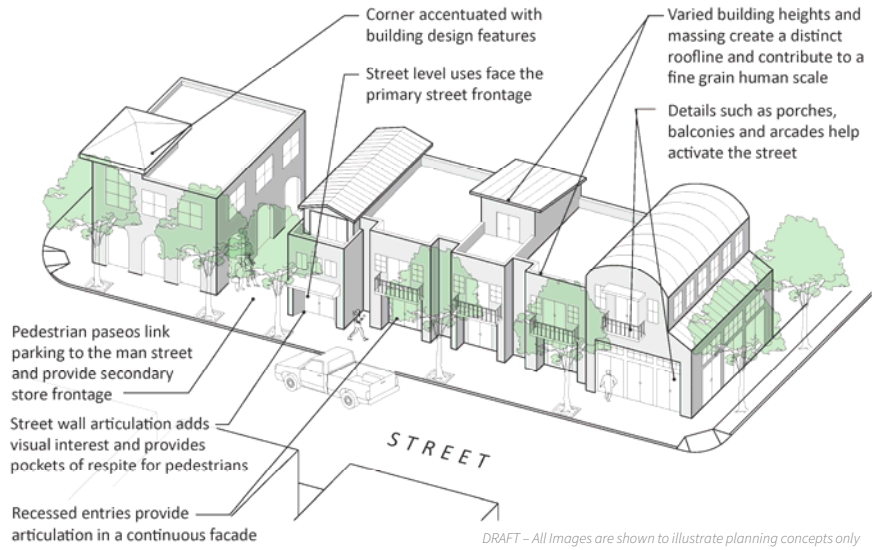 Corner accentuated with
building design features
Street level uses face the
primary street frontage
Varied building heights and
massing create a distinct
roofline and contribute to a
fine grain human scale
Details such as porches,
balconies and arcades help
activate the street
Pedestrian paseos link
parking to the man street
and provide secondary
store frontage
Street wall articulation adds
visual interest and provides
pockets of respite for pedestrians
Recessed entries provide
articulation in a continuous facade
STREET
DRAFT – All Images are shown to illustrate planning concepts only